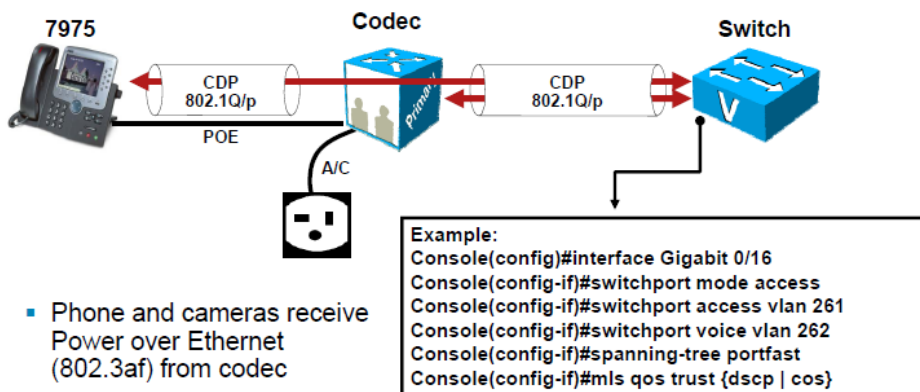 7975
Codec
Switch
CDP
802.1Q/p
CDP
802.1Q/p
Primary
V
POE
A/C
Example:
Console(config)#interface Gigabit 0/16
Console(config-if)#switchport mode access
Console(config-if)#switchport access vlan 261
Console(config-if)#switchport voice vlan 262
Console(config-if)#spanning-tree portfast
Console(config-if)#mls qos trust {dscp | cos}
▪ Phone and cameras receive
Power over Ethernet
(802.3af) from codec